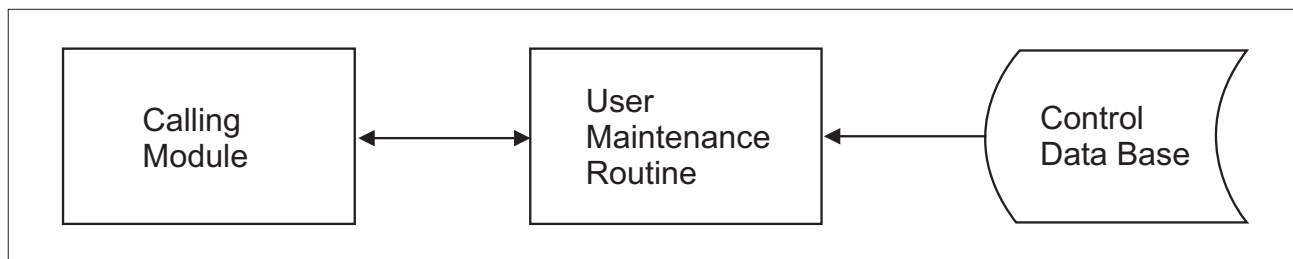 Calling
Module
User
Maintenance
Routine
Control
Data Base